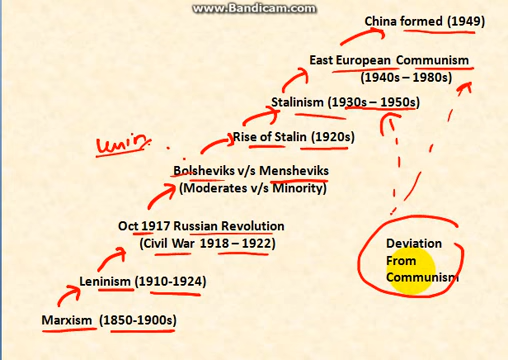 www.Bandicam.com
China formed (1949)
East European Communism
(1940s – 1980s)
Stalinism (1930s – 1950s)
Rise of Stalin (1920s)
Lenin
Bolsheviks v/s Mensheviks
(Moderates v/s Minority)
Oct 1917 Russian Revolution
(Civil War 1918 – 1922)
Deviation
From
Communism
Leninism (1910-1924)
Marxism (1850-1900s)